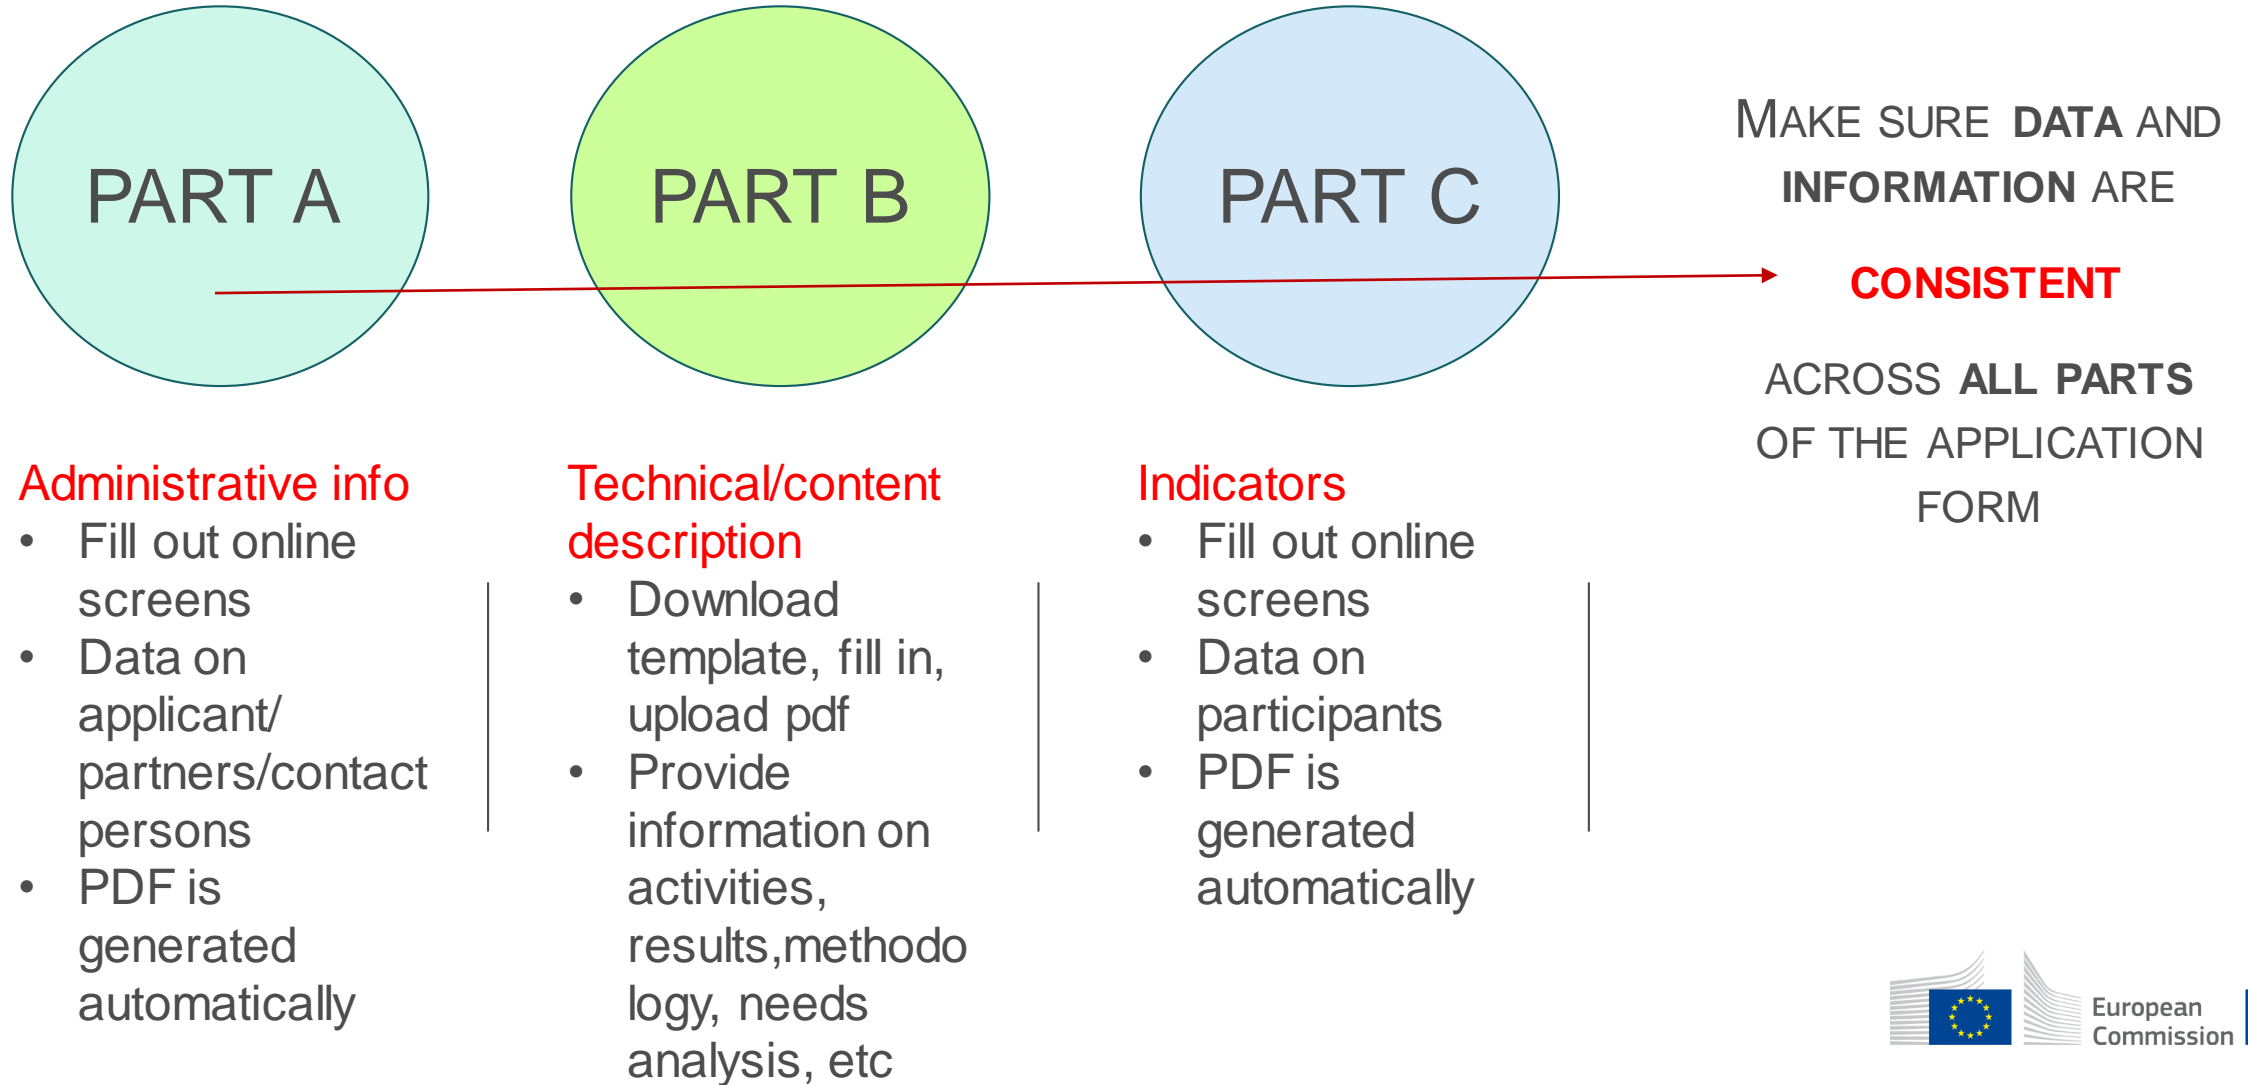 PART A
PART B
PART C
MAKE SURE DATA AND
INFORMATION ARE
CONSISTENT
ACROSS ALL PARTS
OF THE APPLICATION
FORM
Administrative info
• Fill out online
screens
• Data on
applicant/
partners/contact
persons
• PDF is
generated
automatically
Technical/content
description
• Download
template, fill in,
upload pdf
• Provide
information on
activities,
results,methodo
logy, needs
analysis, etc
Indicators
• Fill out online
screens
• Data on
participants
• PDF is
generated
automatically
European
Commission